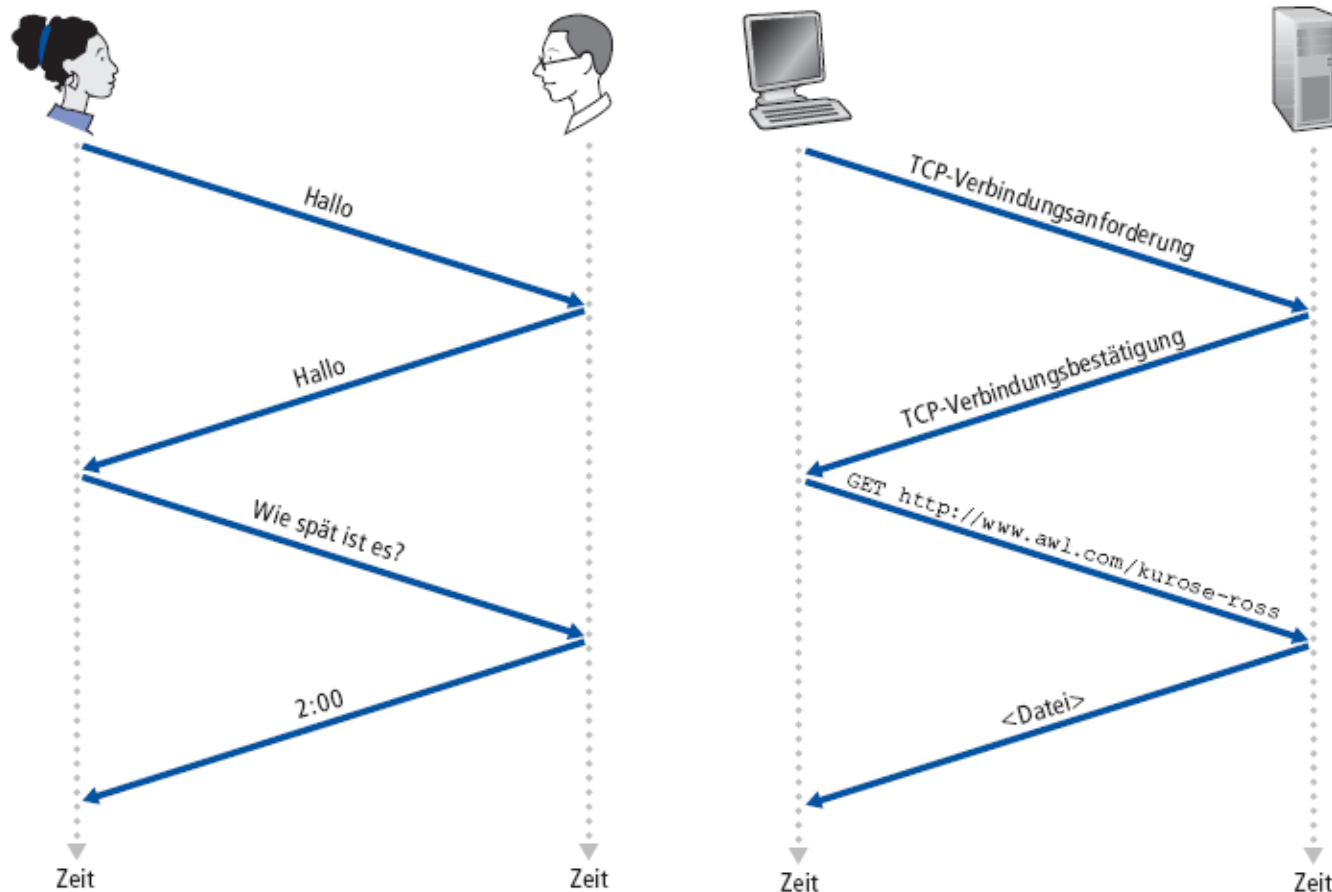 Hallo
Hallo
Wie spät ist es?
2:00
Zeit
Zeit
TCP-Verbindungsanforderung
TCP-Verbindungsbestätigung
GET http://www.awl.com/kurose-ross
<Datei>
Zeit
Zeit